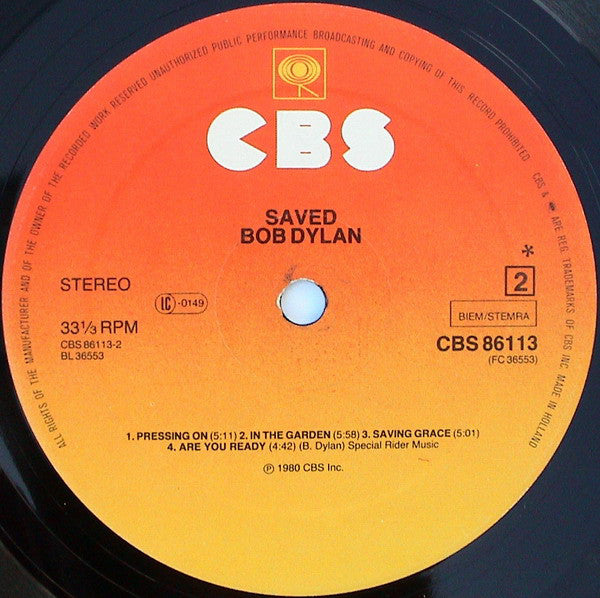 ALL RIGHTS OF THE MANUFACTURER AND OF THE OWNER OF THE RECORDED WORK RESERVED UNAUTHORIZED PUBLIC PERFORMANCE BROADCASTING AND COPYING OF THIS RECORD PROHIBITED. CBS & ARE REG. TRADEMARKS OF CBS INC. MADE IN HOLLAND
CBS
SAVED
BOB DYLAN
STEREO
IC -0149
*
2
33⅓ RPM
BIEM/STEMRA
CBS 86113-2
CBS 86113
BL 36553
(FC 36553)
1. PRESSING ON (5:11) 2. IN THE GARDEN (5:58) 3. SAVING GRACE (5:01)
4. ARE YOU READY (4:42) (B. Dylan) Special Rider Music
℗ 1980 CBS Inc.